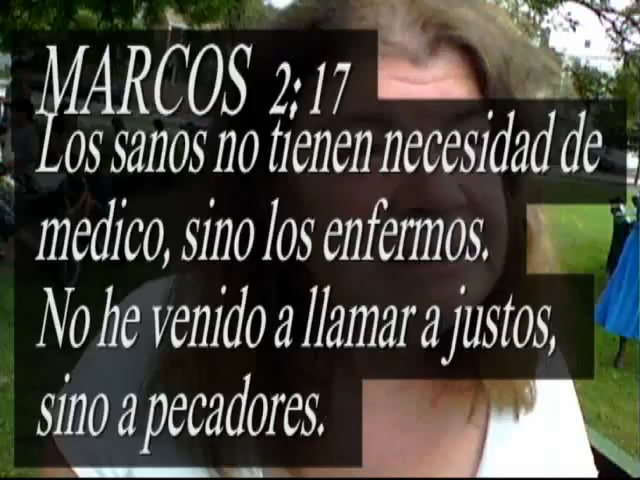 MARCOS 2:17
Los sanos no tienen necesidad de
medico, sino los enfermos.
No he venido a llamar a justos,
sino a pecadores.